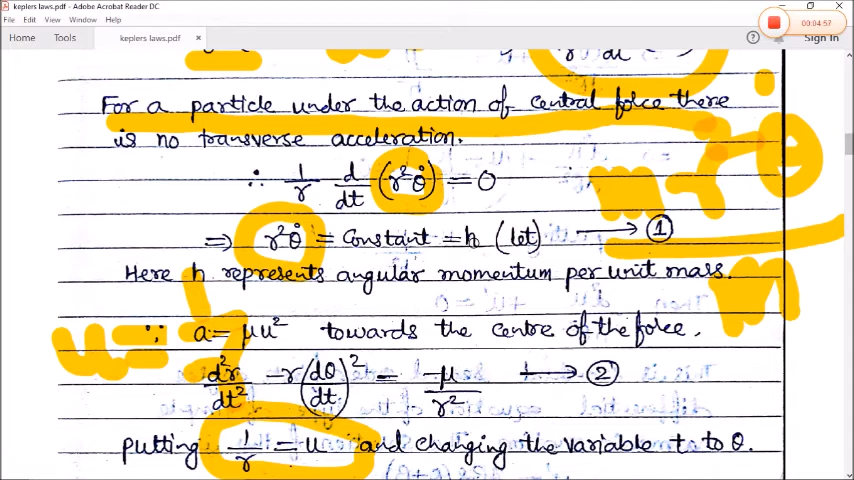 keplers laws.pdf - Adobe Acrobat Reader DC
File Edit View Window Help
00:04:57
Home Tools keplers laws.pdf × Sign In
For a particle under the action of central force there
is no transverse acceleration.
∴ 1/r d/dt (r²θ̇) = 0
⇒ r²θ̇ = Constant = h (let) → ①
m r² θ̇
m
Here h represents angular momentum per unit mass.
u = 1/r
∵ a = μu² towards the centre of the force.
d²r/dt² - r(dθ/dt)² = -μ/r² → ②
putting 1/r = u and changing the variable t to θ.